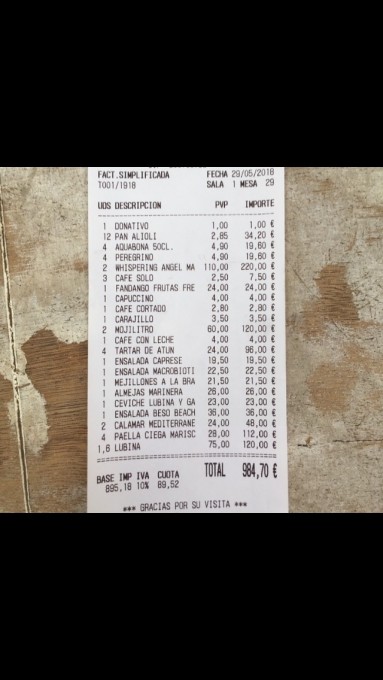 FACT.SIMPLIFICADA FECHA 29/05/2018
T001/1918 SALA 1 MESA 29
UDS DESCRIPCION PVP IMPORTE
1 DONATIVO 1,00 1,00 €
12 PAN ALIOLI 2,85 34,20 €
4 AQUABONA 50CL. 4,90 19,60 €
4 PEREGRINO 4,90 19,60 €
2 WHISPERING ANGEL MA 110,00 220,00 €
3 CAFE SOLO 2,50 7,50 €
1 FANDANGO FRUTAS FRE 24,00 24,00 €
1 CAPUCCINO 4,00 4,00 €
1 CAFE CORTADO 2,80 2,80 €
1 CARAJILLO 3,50 3,50 €
2 MOJILITRO 60,00 120,00 €
1 CAFE CON LECHE 4,00 4,00 €
4 TARTAR DE ATUN 24,00 96,00 €
1 ENSALADA CAPRESE 19,50 19,50 €
1 ENSALADA MACROBIOTI 22,50 22,50 €
1 MEJILLONES A LA BRA 21,50 21,50 €
1 ALMEJAS MARINERA 26,00 26,00 €
1 CEVICHE LUBINA Y GA 23,00 23,00 €
1 ENSALADA BESO BEACH 36,00 36,00 €
2 CALAMAR MEDITERRANE 24,00 48,00 €
4 PAELLA CIEGA MARISC 28,00 112,00 €
1,6 LUBINA 75,00 120,00 €
BASE IMP IVA CUOTA TOTAL 984,70 €
895,18 10% 89,52
*** GRACIAS POR SU VISITA ***